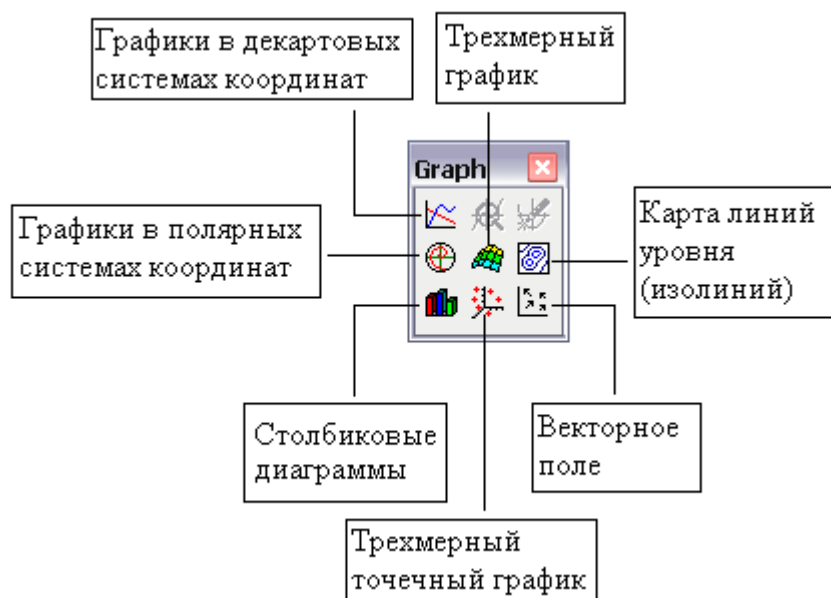 Графики в декартовых
системах координат
Трехмерный
график
Graph
Графики в полярных
системах координат
Карта линий
уровня
(изолиний)
Столбиковые
диаграммы
Векторное
поле
Трехмерный
точечный график